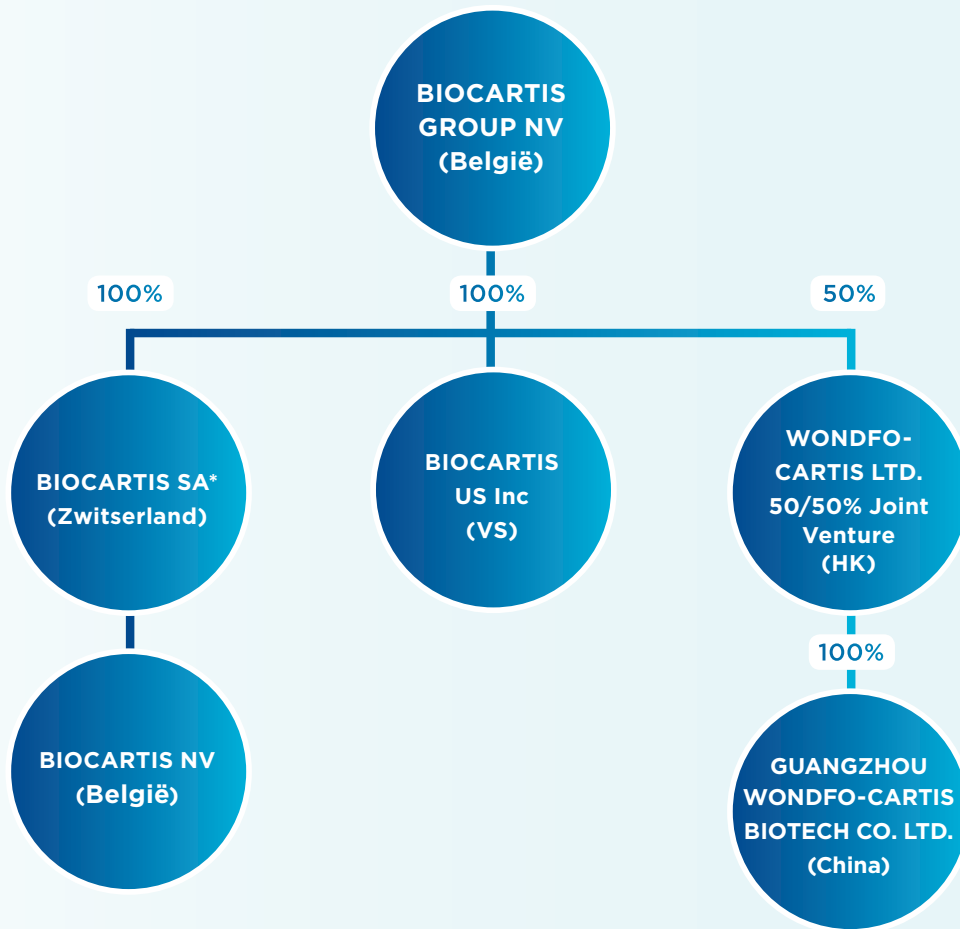 BIOCARTIS
GROUP NV
(België)
100%
100%
50%
BIOCARTIS SA*
(Zwitserland)
BIOCARTIS
US Inc
(VS)
WONDFO-
CARTIS LTD.
50/50% Joint
Venture
(HK)
100%
BIOCARTIS NV
(België)
GUANGZHOU
WONDFO-CARTIS
BIOTECH CO. LTD.
(China)